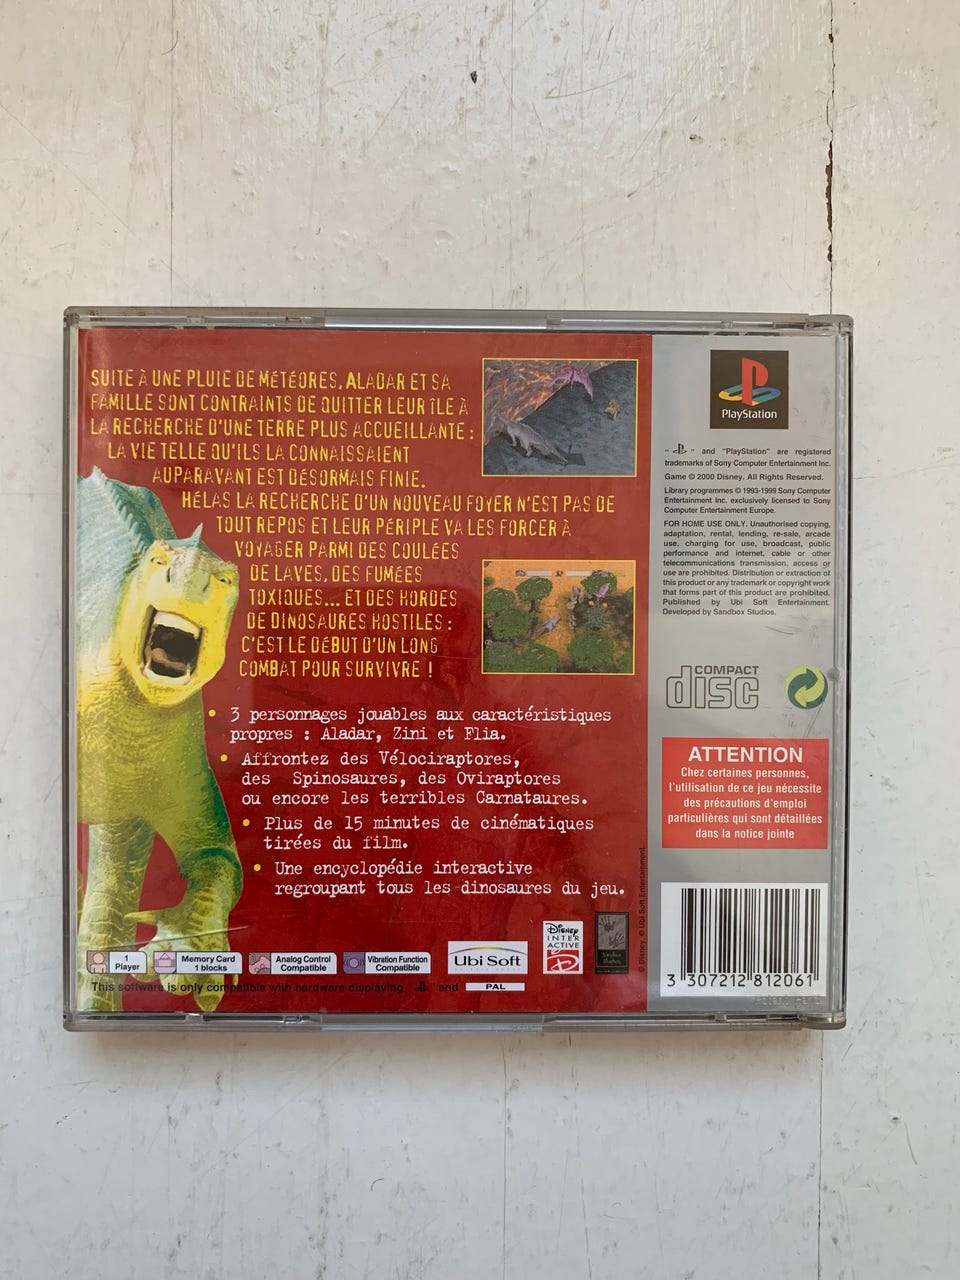 SUITE À UNE PLUIE DE MÉTÉORES, ALADAR ET SA
FAMILLE SONT CONTRAINTS DE QUITTER LEUR ÎLE À
LA RECHERCHE D'UNE TERRE PLUS ACCUEILLANTE :
LA VIE TELLE QU'ILS LA CONNAISSAIENT
AUPARAVANT EST DÉSORMAIS FINIE.
HÉLAS LA RECHERCHE D'UN NOUVEAU FOYER N'EST PAS DE
TOUT REPOS ET LEUR PÉRIPLE VA LES FORCER À
VOYAGER PARMI DES COULÉES
DE LAVES, DES FUMÉES
TOXIQUES... ET DES HORDES
DE DINOSAURES HOSTILES :
C'EST LE DÉBUT D'UN LONG
COMBAT POUR SURVIVRE !
• 3 personnages jouables aux caractéristiques
propres : Aladar, Zini et Flia.
• Affrontez des Vélociraptores,
des Spinosaures, des Oviraptores
ou encore les terribles Carnataures.
• Plus de 15 minutes de cinématiques
tirées du film.
• Une encyclopédie interactive
regroupant tous les dinosaures du jeu.
1
Player
Memory Card
1 blocks
Analog Control
Compatible
Vibration Function
Compatible
Ubi Soft
ENTERTAINMENT
DISNEY
INTER
ACTIVE
D
Sandbox
Studios
This software is only compatible with hardware displaying " " and PAL
© Disney, © Ubi Soft Entertainment.
PlayStation
" " and "PlayStation" are registered
trademarks of Sony Computer Entertainment Inc.
Game © 2000 Disney. All Rights Reserved.
Library programmes © 1993-1999 Sony Computer
Entertainment Inc. exclusively licensed to Sony
Computer Entertainment Europe.
FOR HOME USE ONLY. Unauthorised copying,
adaptation, rental, lending, re-sale, arcade
use, charging for use, broadcast, public
performance and internet, cable or other
telecommunications transmission, access or
use are prohibited. Distribution or extraction of
this product or any trademark or copyright work
that forms part of this product are prohibited.
Published by Ubi Soft Entertainment.
Developed by Sandbox Studios.
COMPACT
disc
ATTENTION
Chez certaines personnes,
l'utilisation de ce jeu nécessite
des précautions d'emploi
particulières qui sont détaillées
dans la notice jointe
3 307212 812061